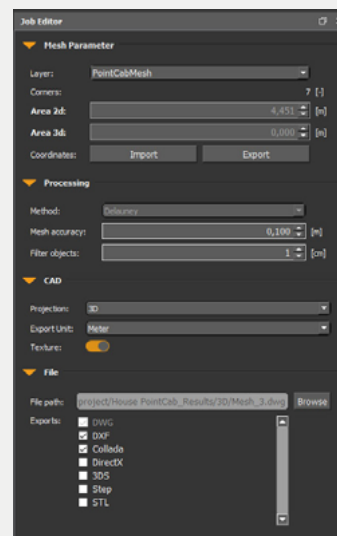 Job Editor
Mesh Parameter
Layer: PointCabMesh
Corners: 7 [-]
Area 2d: 4,451 [m]
Area 3d: 0,000 [m]
Coordinates: Import Export
Processing
Method: Delauney
Mesh accuracy: 0,100 [m]
Filter objects: 1 [cm]
CAD
Projection: 3D
Export Unit: Meter
Texture:
File
File path: project/House PointCab_Results/3D/Mesh_3.dwg Browse
Exports: DWG
DXF
Collada
DirectX
3DS
Step
STL